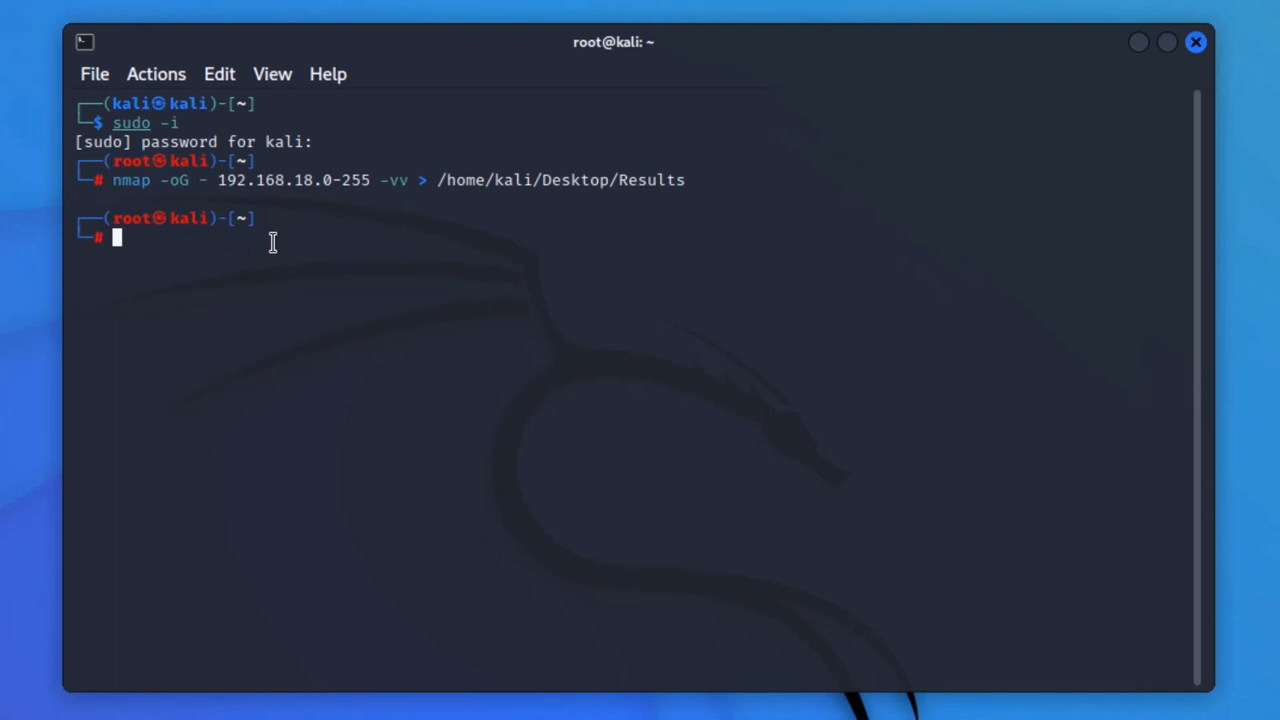 root@kali: ~
File Actions Edit View Help
┌──(kali㉿kali)-[~]
└─$ sudo -i
[sudo] password for kali:
┌──(root㉿kali)-[~]
└─# nmap -oG - 192.168.18.0-255 -vv > /home/kali/Desktop/Results
┌──(root㉿kali)-[~]
└─#